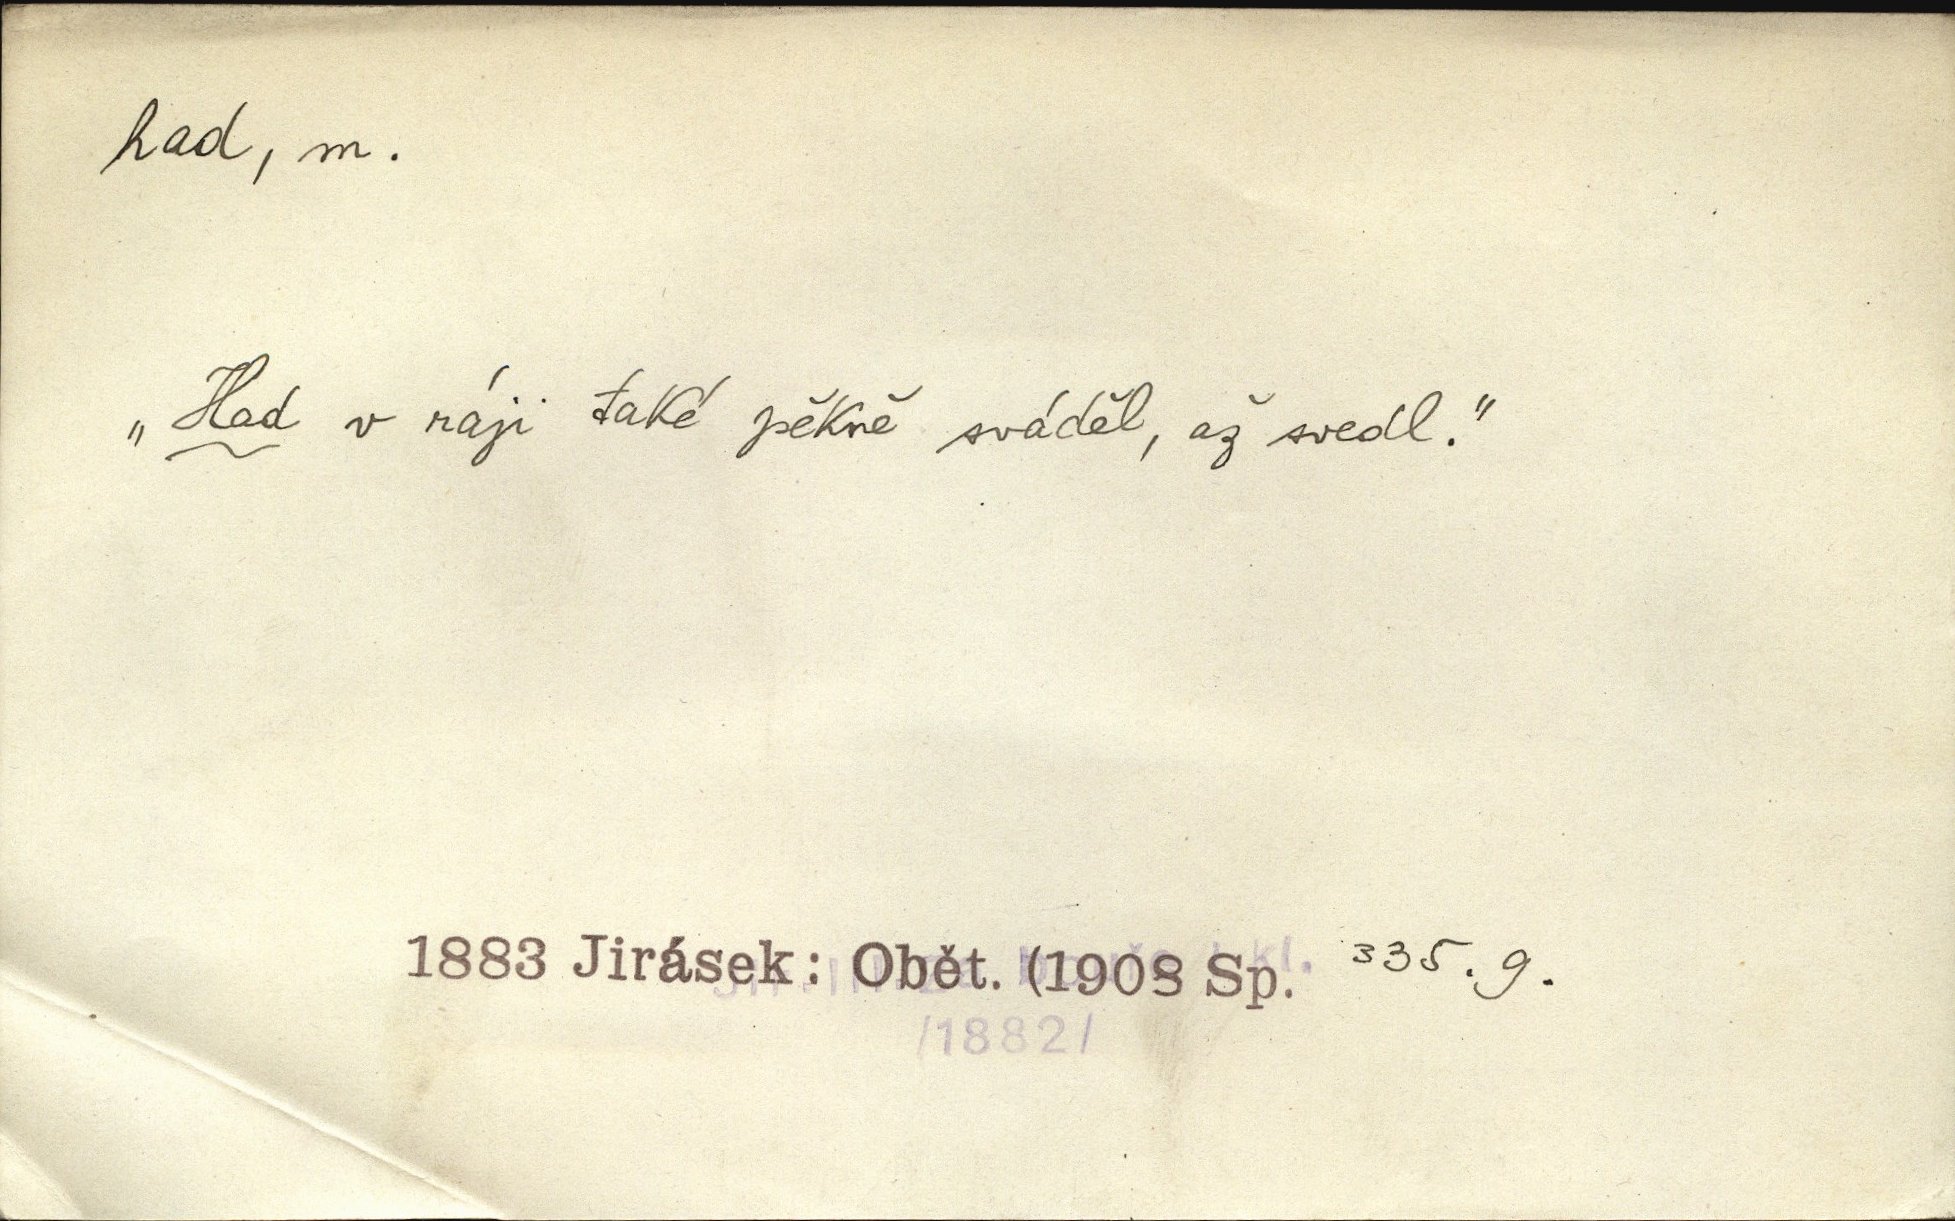 had, m.
„Had v ráji také pěkně sváděl, až svedl.“
1883 Jirásek: Obět. (1908 Sp. 335. 9.
/1882/